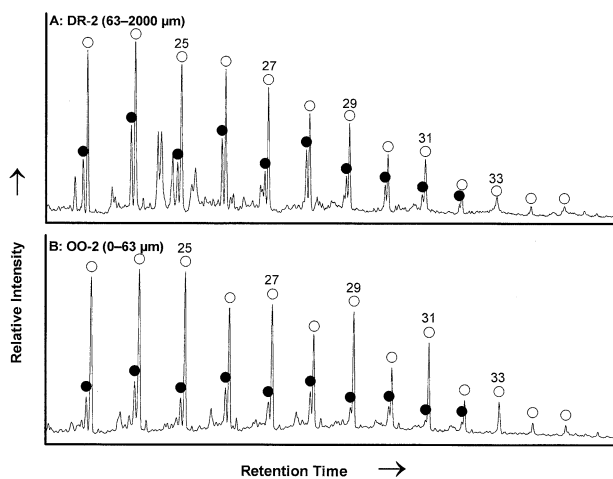 A: DR-2 (63–2000 µm)
25
27
29
31
33
B: OO-2 (0–63 µm)
25
27
29
31
33
Relative Intensity
Retention Time